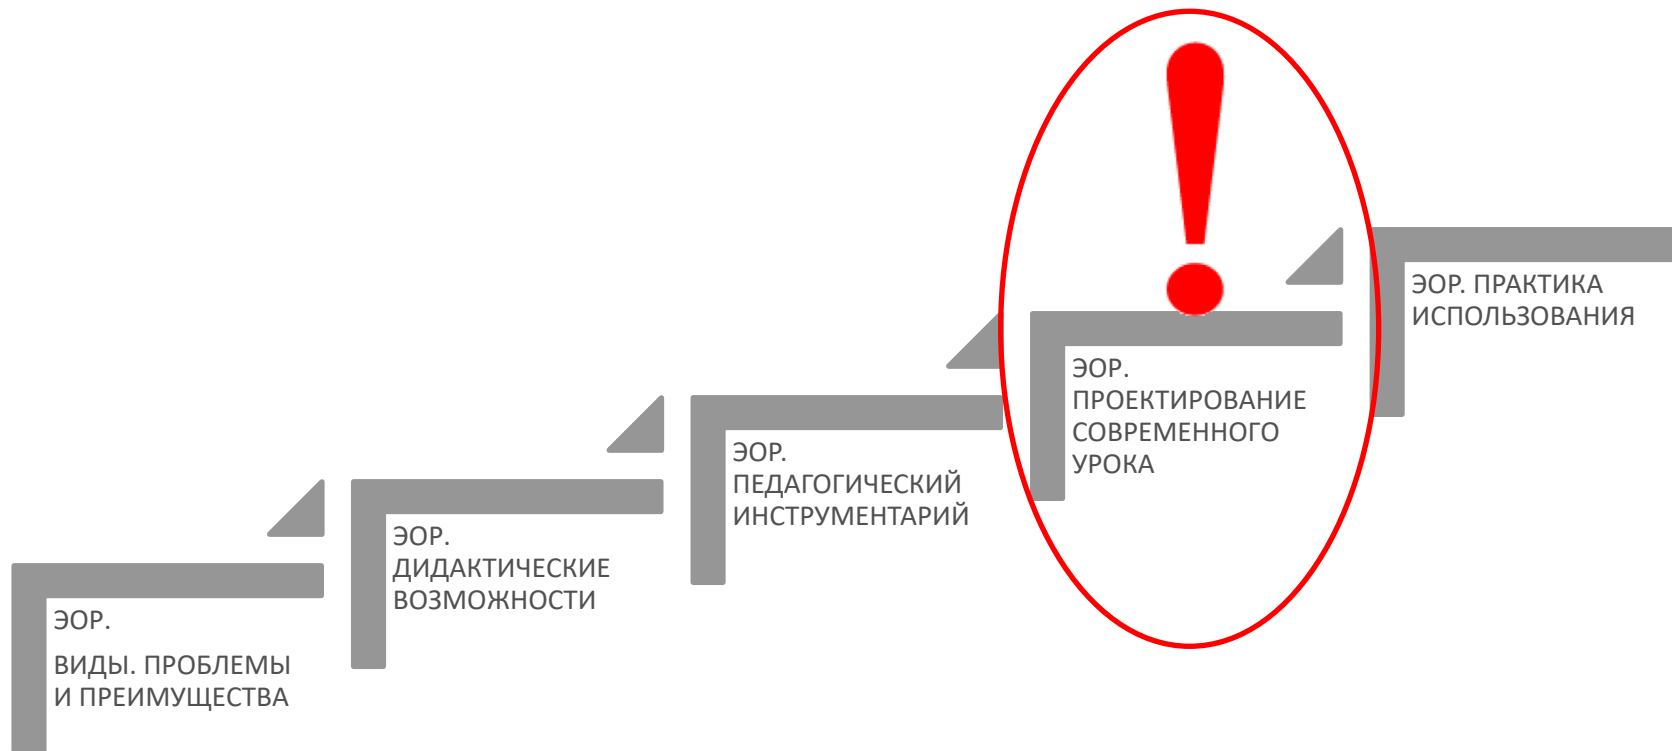 ЭОР.
ВИДЫ. ПРОБЛЕМЫ
И ПРЕИМУЩЕСТВА
ЭОР.
ДИДАКТИЧЕСКИЕ
ВОЗМОЖНОСТИ
ЭОР.
ПЕДАГОГИЧЕСКИЙ
ИНСТРУМЕНТАРИЙ
ЭОР.
ПРОЕКТИРОВАНИЕ
СОВРЕМЕННОГО
УРОКА
ЭОР. ПРАКТИКА
ИСПОЛЬЗОВАНИЯ